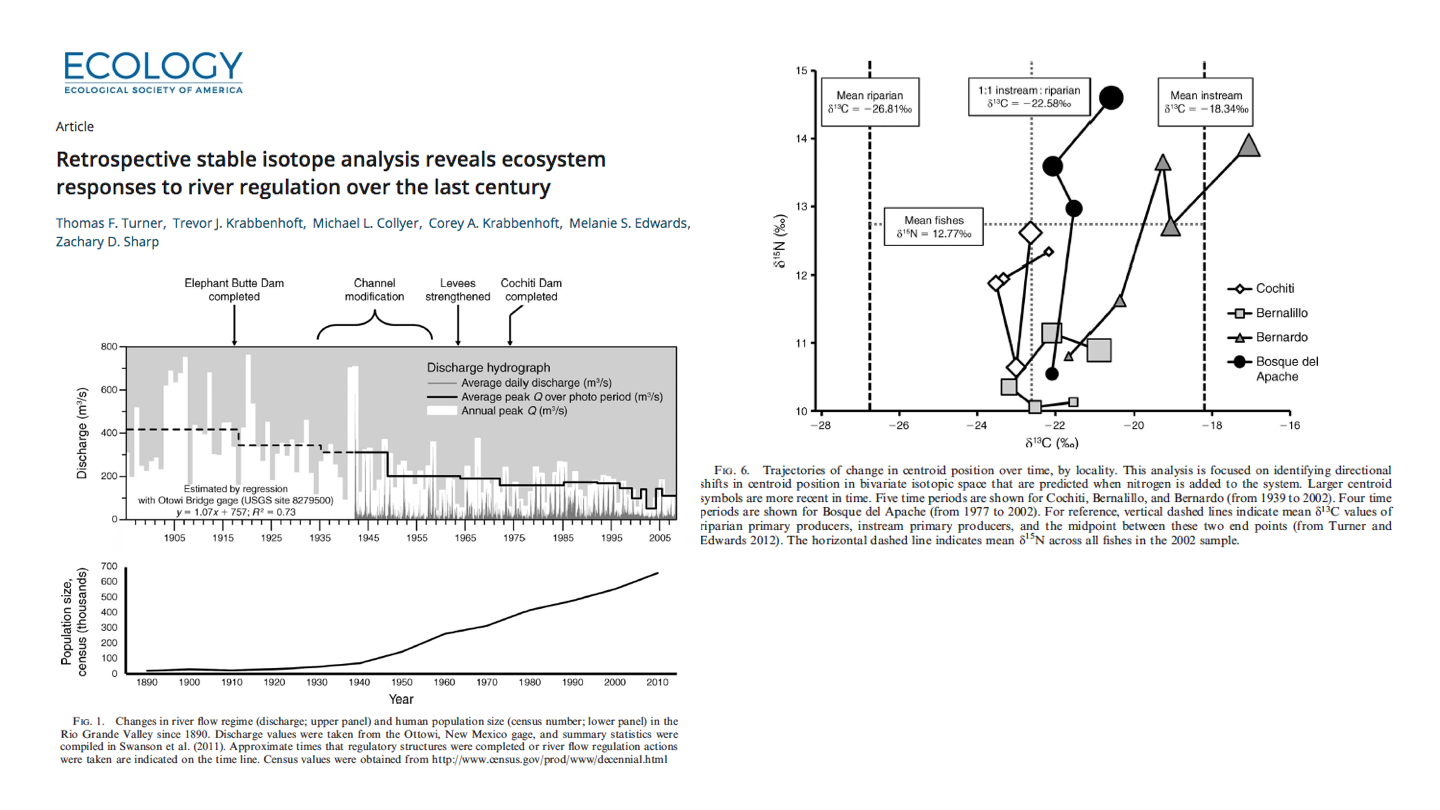 ECOLOGY
ECOLOGICAL SOCIETY OF AMERICA
Article
Retrospective stable isotope analysis reveals ecosystem
responses to river regulation over the last century
Thomas F. Turner, Trevor J. Krabbenhoft, Michael L. Collyer, Corey A. Krabbenhoft, Melanie S. Edwards,
Zachary D. Sharp
Elephant Butte Dam
completed
Channel
modification
Levees
strengthened
Cochiti Dam
completed
Discharge (m³/s)
800
600
400
200
0
Discharge hydrograph
Average daily discharge (m³/s)
Average peak Q over photo period (m³/s)
Annual peak Q (m³/s)
Estimated by regression
with Otowi Bridge gage (USGS site 8279500)
y = 1.07x + 757; R² = 0.73
1905 1915 1925 1935 1945 1955 1965 1975 1985 1995 2005
Population size,
census (thousands)
700
600
500
400
300
200
100
0
1890 1900 1910 1920 1930 1940 1950 1960 1970 1980 1990 2000 2010
Year
FIG. 1. Changes in river flow regime (discharge; upper panel) and human population size (census number; lower panel) in the
Rio Grande Valley since 1890. Discharge values were taken from the Ottowi, New Mexico gage, and summary statistics were
compiled in Swanson et al. (2011). Approximate times that regulatory structures were completed or river flow regulation actions
were taken are indicated on the time line. Census values were obtained from http://www.census.gov/prod/www/decennial.html
δ¹⁵N (‰)
15
14
13
12
11
10
Mean riparian
δ¹³C = −26.81‰
1:1 instream : riparian
δ¹³C = −22.58‰
Mean instream
δ¹³C = −18.34‰
Mean fishes
δ¹⁵N = 12.77‰
Cochiti
Bernalillo
Bernardo
Bosque del
Apache
−28 −26 −24 −22 −20 −18 −16
δ¹³C (‰)
FIG. 6. Trajectories of change in centroid position over time, by locality. This analysis is focused on identifying directional
shifts in centroid position in bivariate isotopic space that are predicted when nitrogen is added to the system. Larger centroid
symbols are more recent in time. Five time periods are shown for Cochiti, Bernalillo, and Bernardo (from 1939 to 2002). Four time
periods are shown for Bosque del Apache (from 1977 to 2002). For reference, vertical dashed lines indicate mean δ¹³C values of
riparian primary producers, instream primary producers, and the midpoint between these two end points (from Turner and
Edwards 2012). The horizontal dashed line indicates mean δ¹⁵N across all fishes in the 2002 sample.